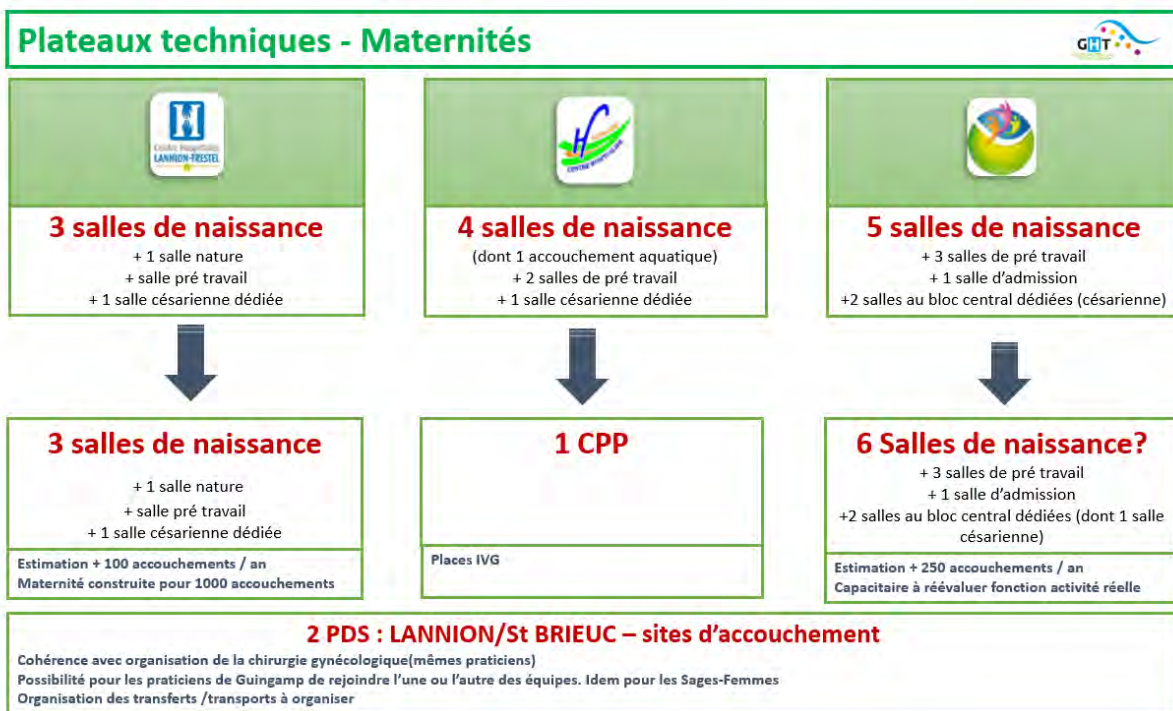 Plateaux techniques - Maternités
GHT
H
Centre Hospitalier
LANNION-TRESTEL
CENTRE HOSPITALIER
3 salles de naissance
+ 1 salle nature
+ salle pré travail
+ 1 salle césarienne dédiée
4 salles de naissance
(dont 1 accouchement aquatique)
+ 2 salles de pré travail
+ 1 salle césarienne dédiée
5 salles de naissance
+ 3 salles de pré travail
+ 1 salle d’admission
+2 salles au bloc central dédiées (césarienne)
3 salles de naissance
+ 1 salle nature
+ salle pré travail
+ 1 salle césarienne dédiée
Estimation + 100 accouchements / an
Maternité construite pour 1000 accouchements
1 CPP
Places IVG
6 Salles de naissance?
+ 3 salles de pré travail
+ 1 salle d’admission
+2 salles au bloc central dédiées (dont 1 salle
césarienne)
Estimation + 250 accouchements / an
Capacitaire à réévaluer fonction activité réelle
2 PDS : LANNION/St BRIEUC – sites d’accouchement
Cohérence avec organisation de la chirurgie gynécologique(mêmes praticiens)
Possibilité pour les praticiens de Guingamp de rejoindre l’une ou l’autre des équipes. Idem pour les Sages-Femmes
Organisation des transferts /transports à organiser